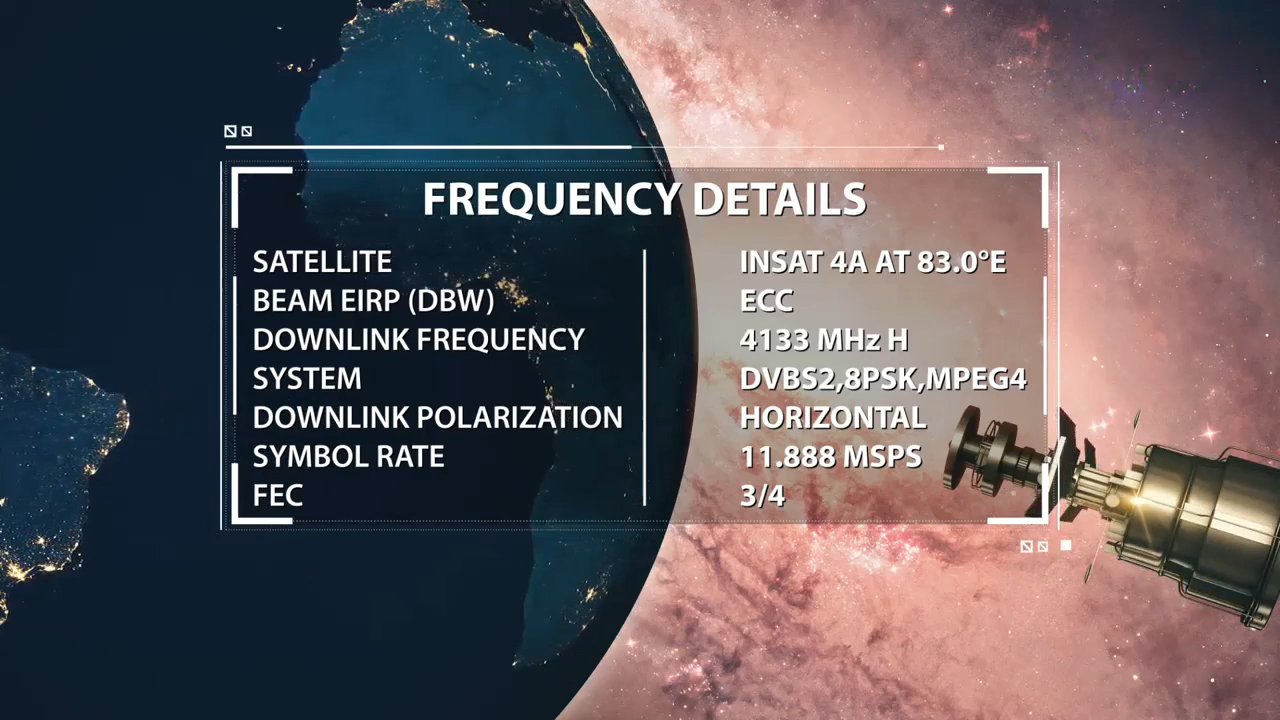 FREQUENCY DETAILS
SATELLITE INSAT 4A AT 83.0°E
BEAM EIRP (DBW) ECC
DOWNLINK FREQUENCY 4133 MHz H
SYSTEM DVBS2,8PSK,MPEG4
DOWNLINK POLARIZATION HORIZONTAL
SYMBOL RATE 11.888 MSPS
FEC 3/4